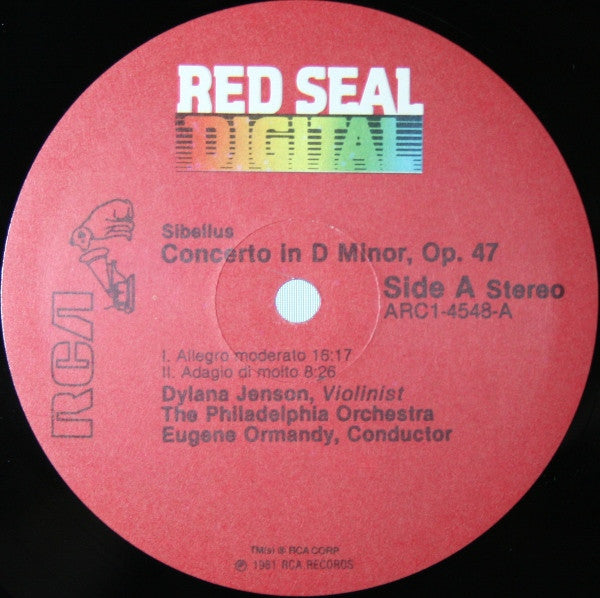 RED SEAL
DIGITAL
RCA
Sibelius
Concerto in D Minor, Op. 47
Side A Stereo
ARC1-4548-A
I. Allegro moderato 16:17
II. Adagio di molto 8:26
Dylana Jenson, Violinist
The Philadelphia Orchestra
Eugene Ormandy, Conductor
TM(s) ® RCA CORP
℗ 1981 RCA RECORDS